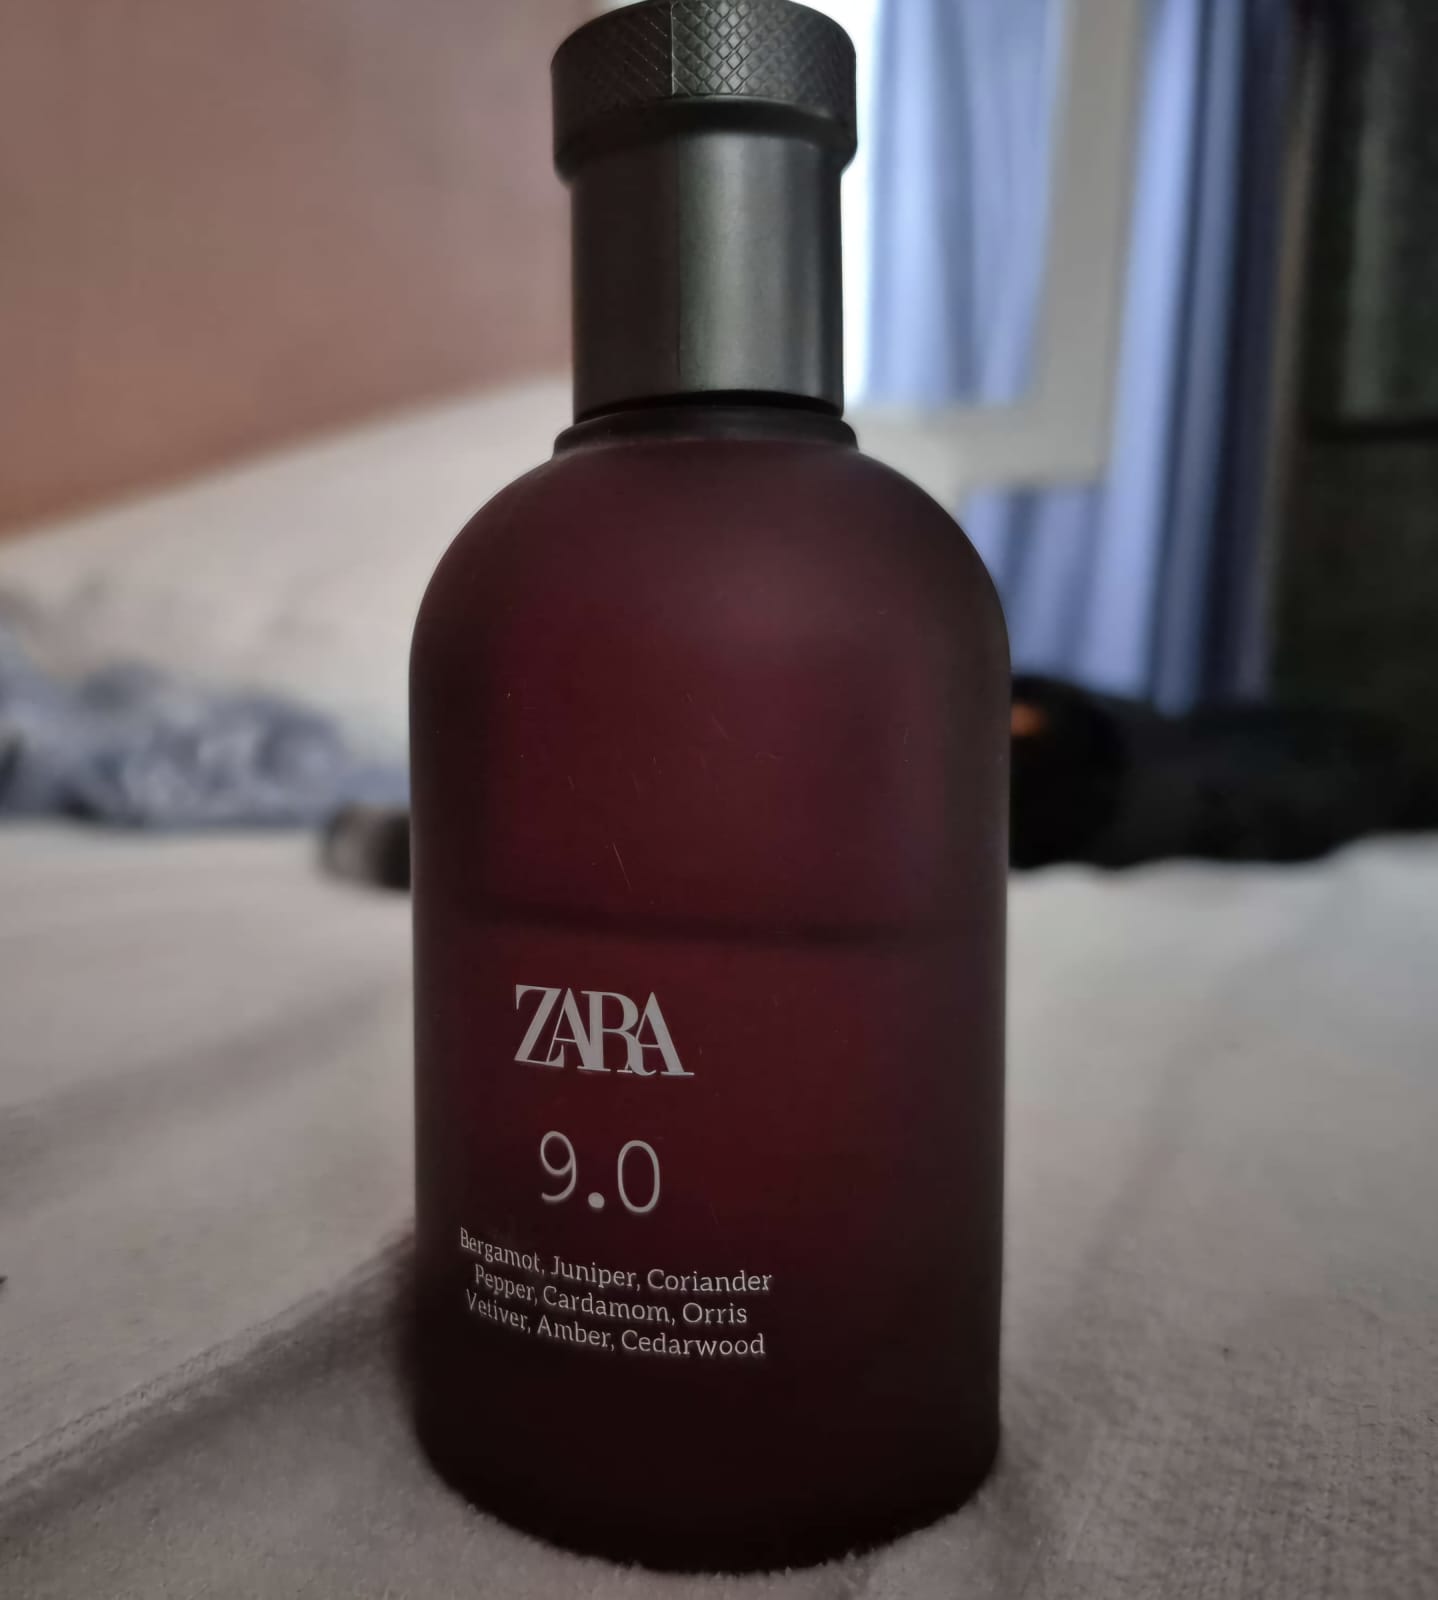 ZARA
9.0
Bergamot, Juniper, Coriander
Pepper, Cardamom, Orris
Vetiver, Amber, Cedarwood